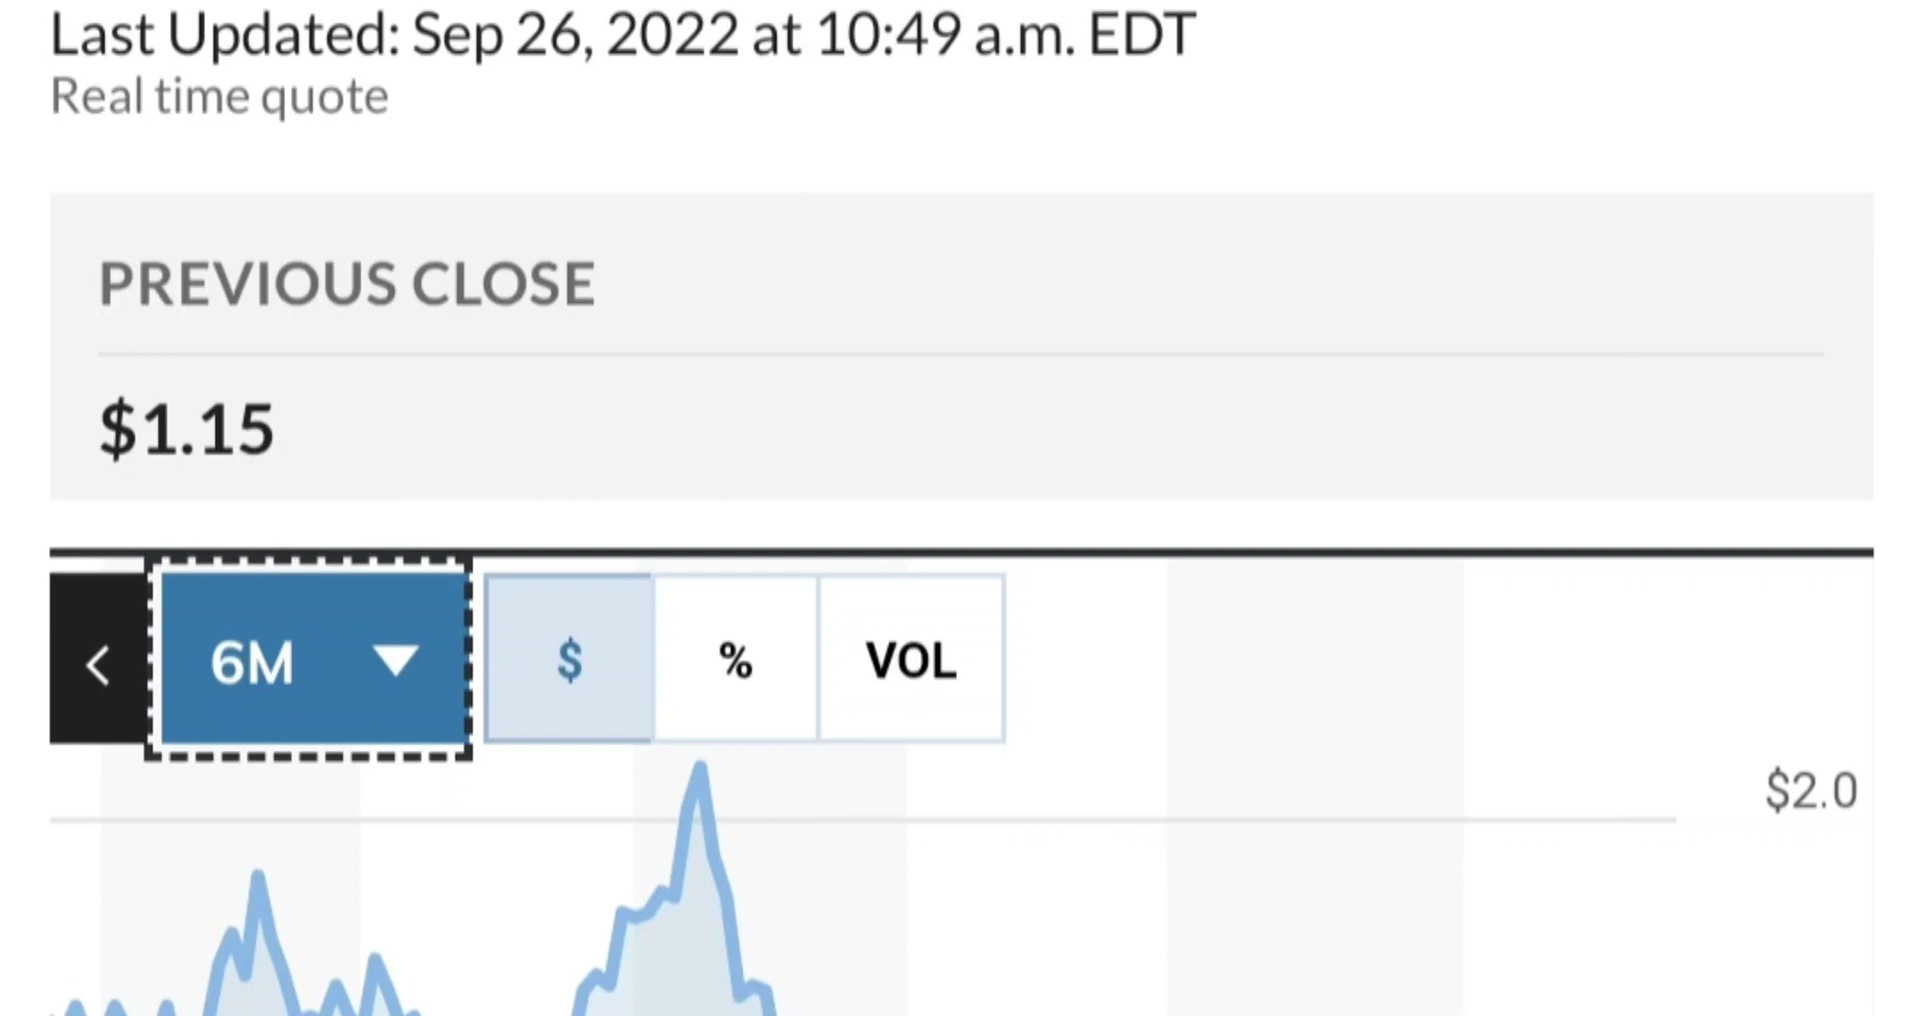 Last Updated: Sep 26, 2022 at 10:49 a.m. EDT
Real time quote
PREVIOUS CLOSE
$1.15
6M $ % VOL
$2.0